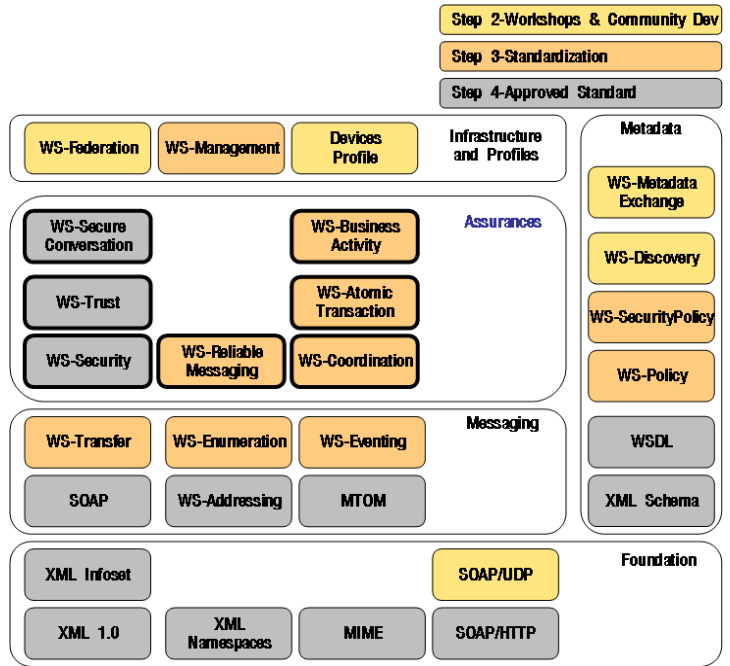 Step 2-Workshops & Community Dev
Step 3-Standardization
Step 4-Approved Standard
WS-Federation
WS-Management
Devices
Profile
Infrastructure
and Profiles
Metadata
WS-Metadata
Exchange
WS-Discovery
WS-SecurityPolicy
WS-Policy
WSDL
XML Schema
Assurances
WS-Secure
Conversation
WS-Business
Activity
WS-Trust
WS-Atomic
Transaction
WS-Security
WS-Reliable
Messaging
WS-Coordination
Messaging
WS-Transfer
WS-Enumeration
WS-Eventing
SOAP
WS-Addressing
MTOM
Foundation
XML Infoset
SOAP/UDP
XML 1.0
XML
Namespaces
MIME
SOAP/HTTP